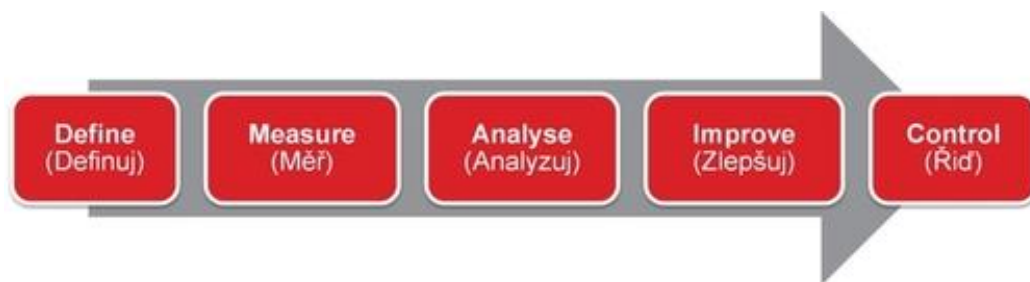 Define
(Definuj)
Measure
(Měř)
Analyse
(Analyzuj)
Improve
(Zlepšuj)
Control
(Řiď)